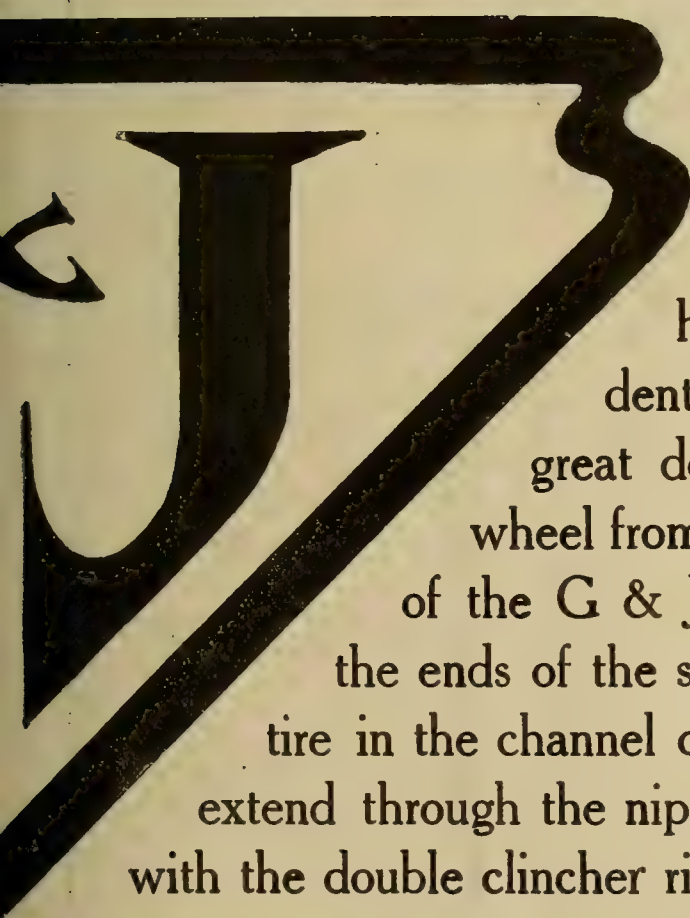 J
h
dent
great de
wheel from
of the G & J
the ends of the s
tire in the channel o
extend through the nip
with the double clincher ri